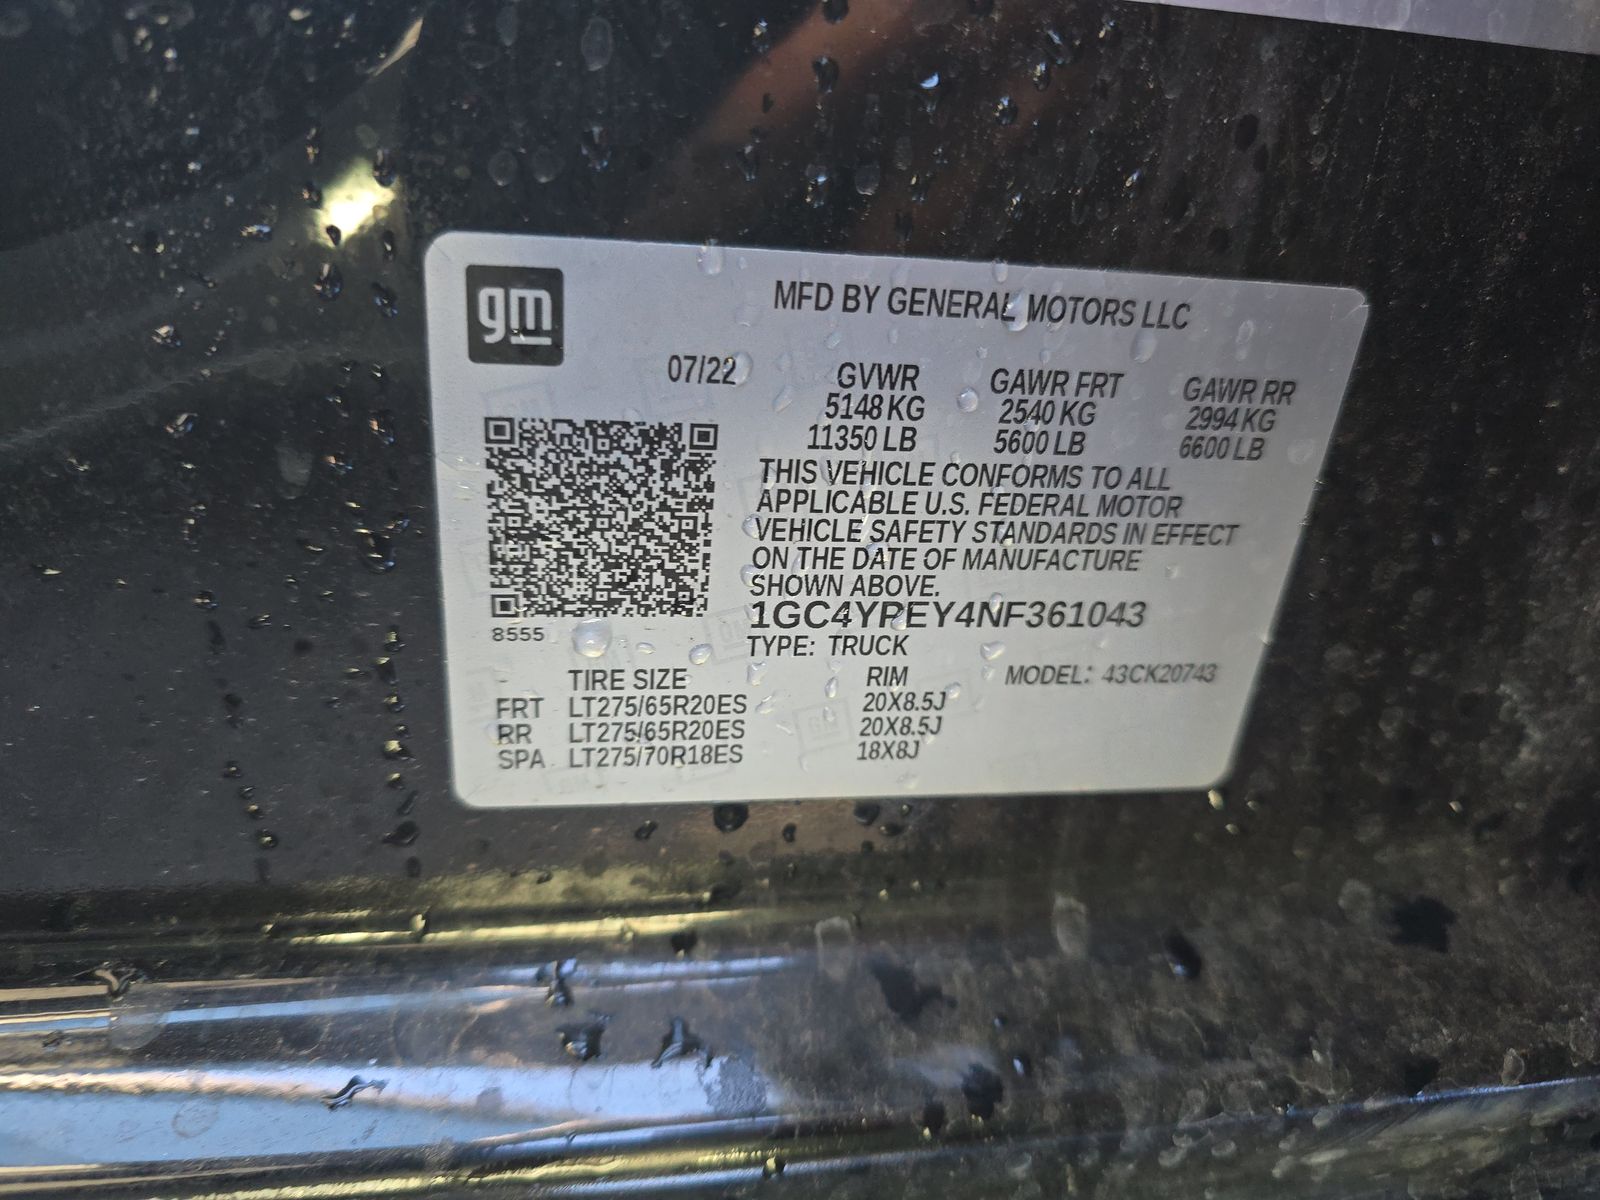 gm
MFD BY GENERAL MOTORS LLC
07/22 GVWR GAWR FRT GAWR RR
5148 KG 2540 KG 2994 KG
11350 LB 5600 LB 6600 LB
THIS VEHICLE CONFORMS TO ALL
APPLICABLE U.S. FEDERAL MOTOR
VEHICLE SAFETY STANDARDS IN EFFECT
ON THE DATE OF MANUFACTURE
SHOWN ABOVE.
1GC4YPEY4NF361043
8555
TYPE: TRUCK
TIRE SIZE RIM MODEL: 43CK20743
FRT LT275/65R20ES 20X8.5J
RR LT275/65R20ES 20X8.5J
SPA LT275/70R18ES 18X8J